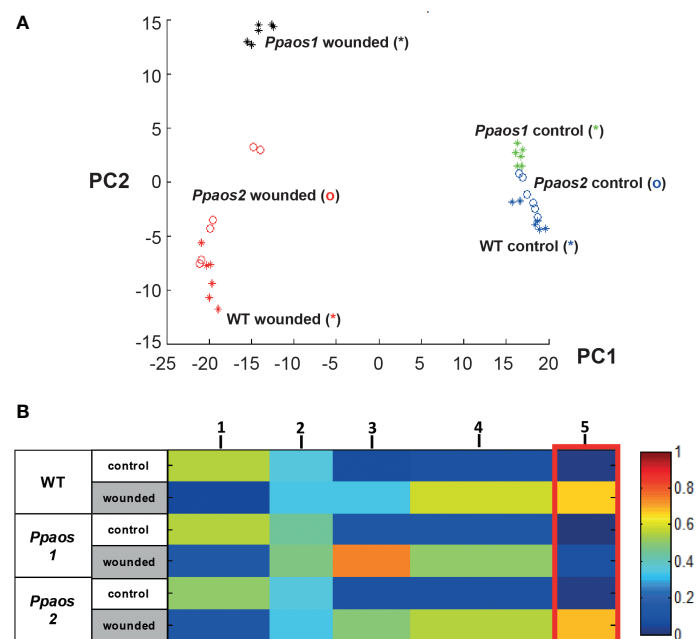 A
15
Ppaos1 wounded (*)
10
5
Ppaos1 control (*)
PC2
0
Ppaos2 wounded (o)
Ppaos2 control (o)
-5
WT control (*)
-10
WT wounded (*)
-15
-25 -20 -15 -10 -5 0 5 10 15 20
PC1
B
1 2 3 4 5
WT
control
wounded
Ppaos
1
control
wounded
Ppaos
2
control
wounded
1
0.8
0.6
0.4
0.2
0